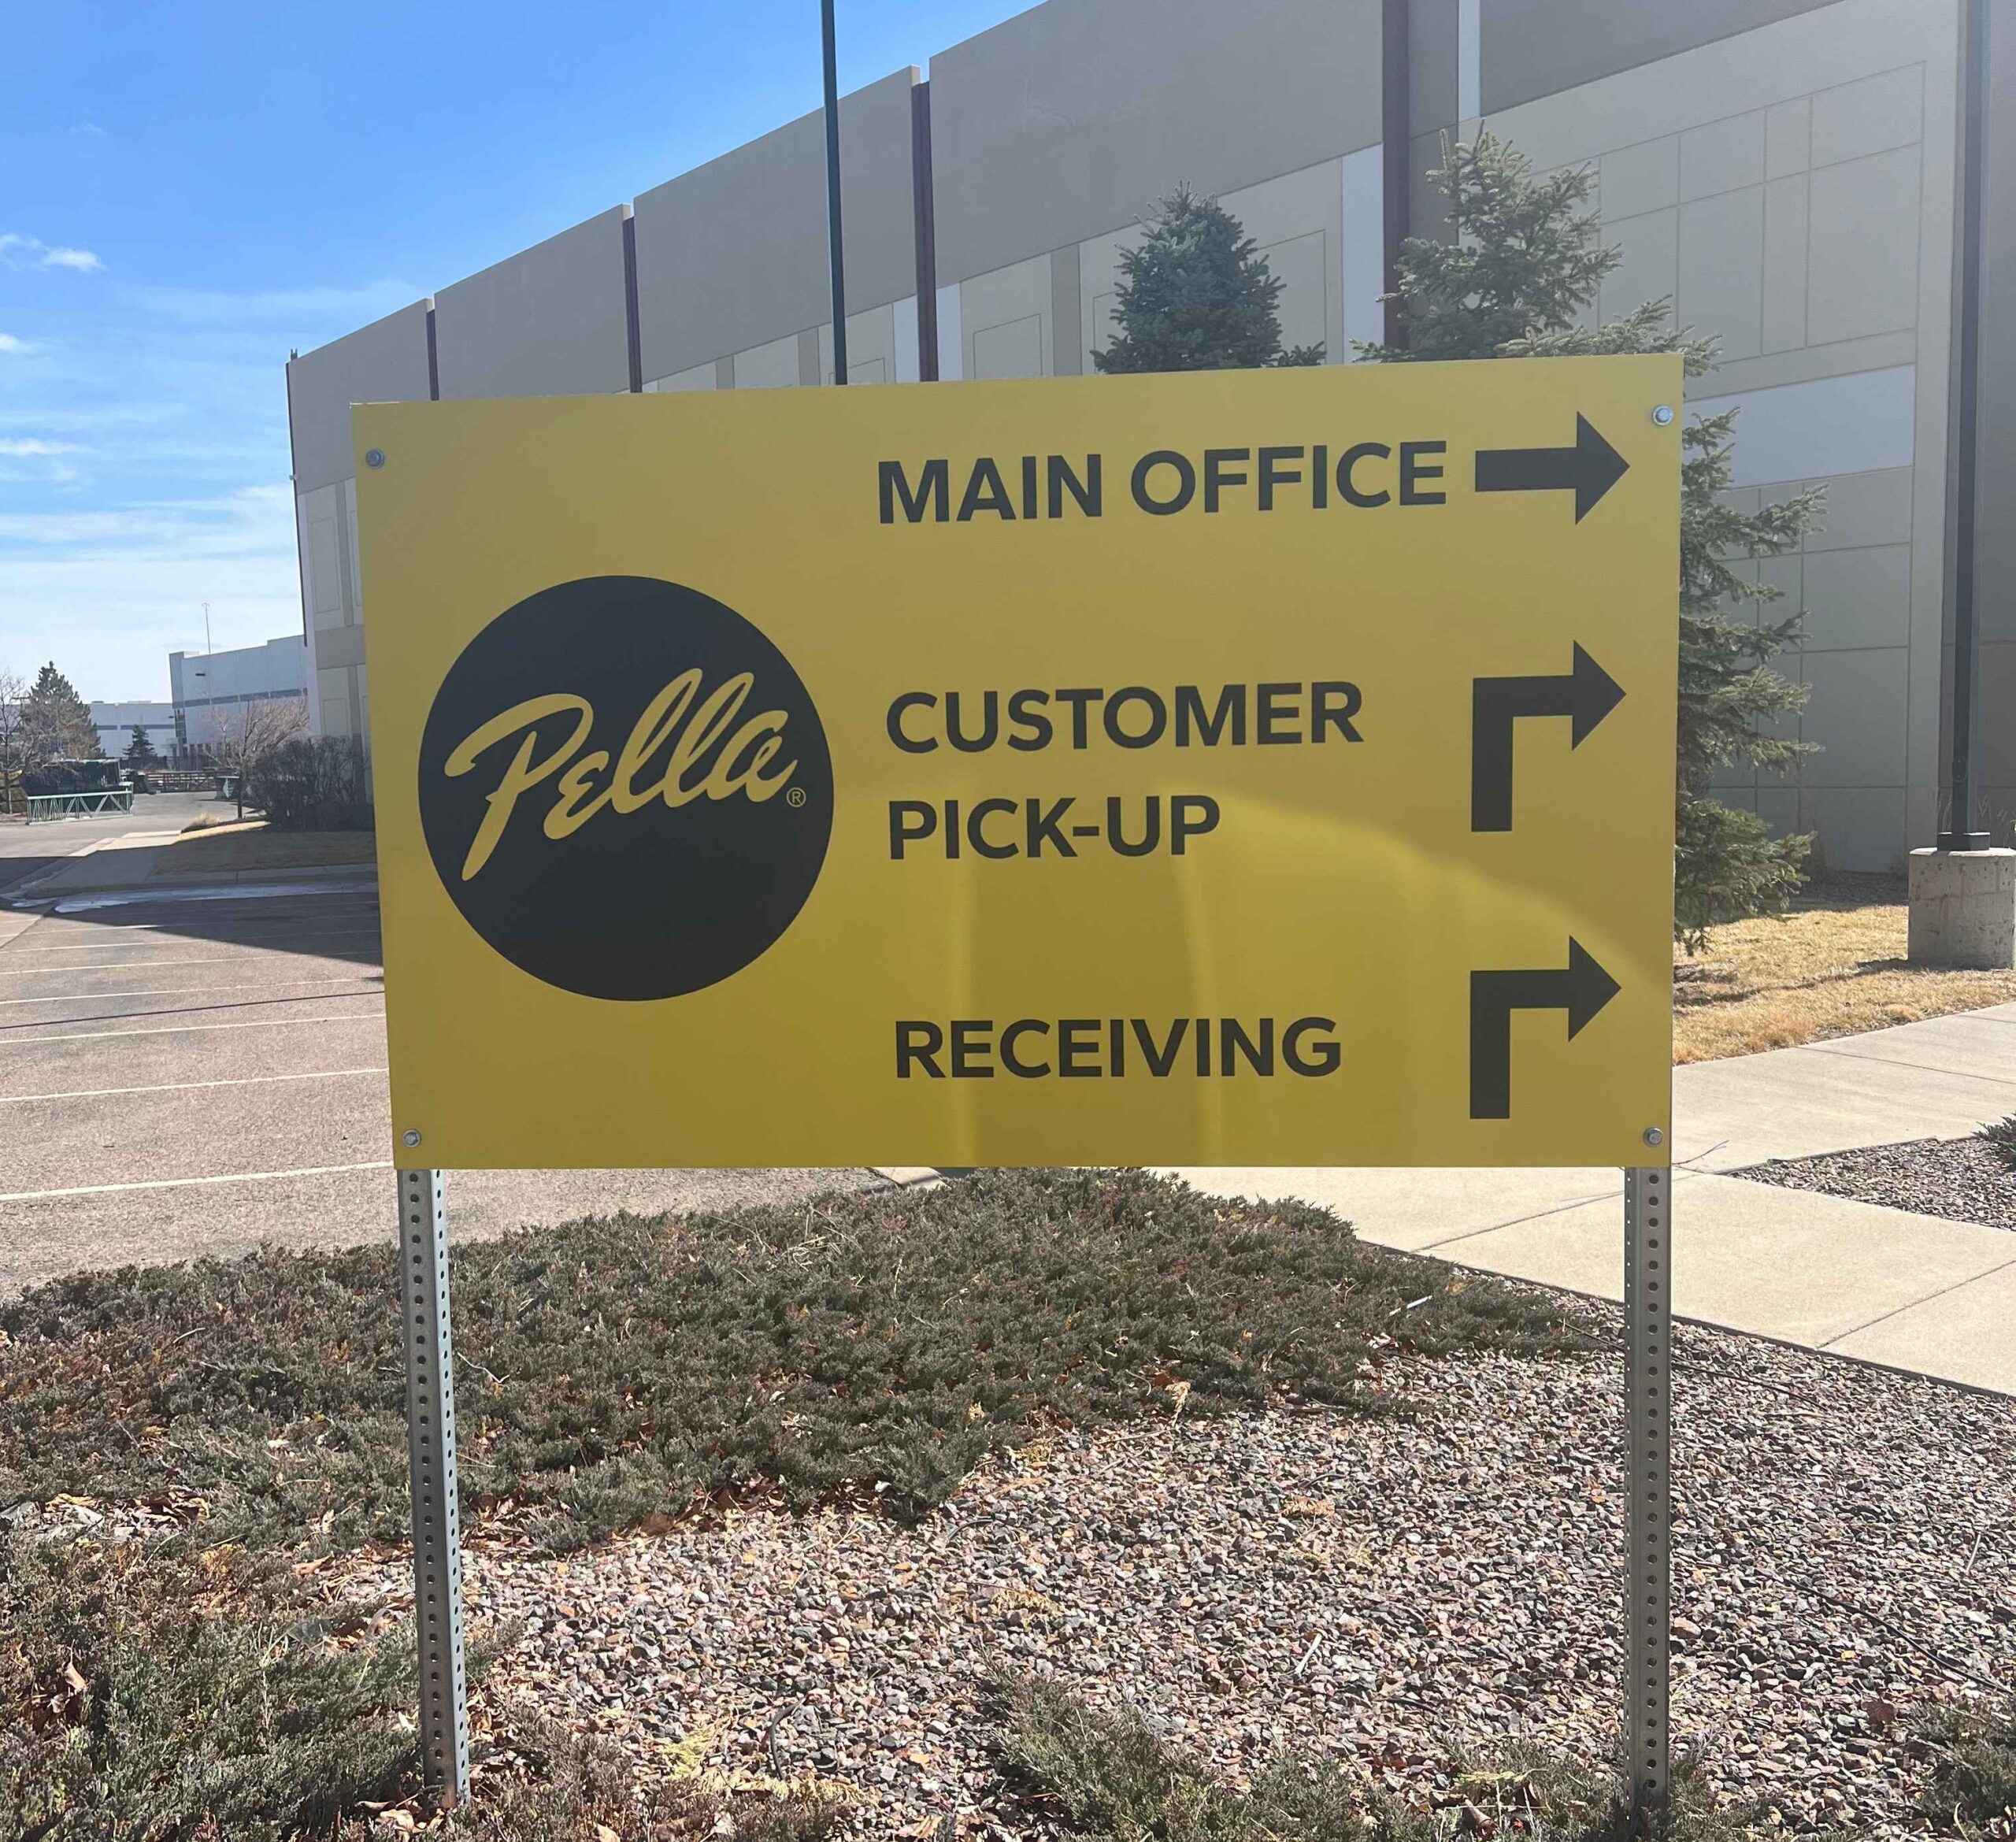 MAIN OFFICE
Pella®
CUSTOMER
PICK-UP
RECEIVING